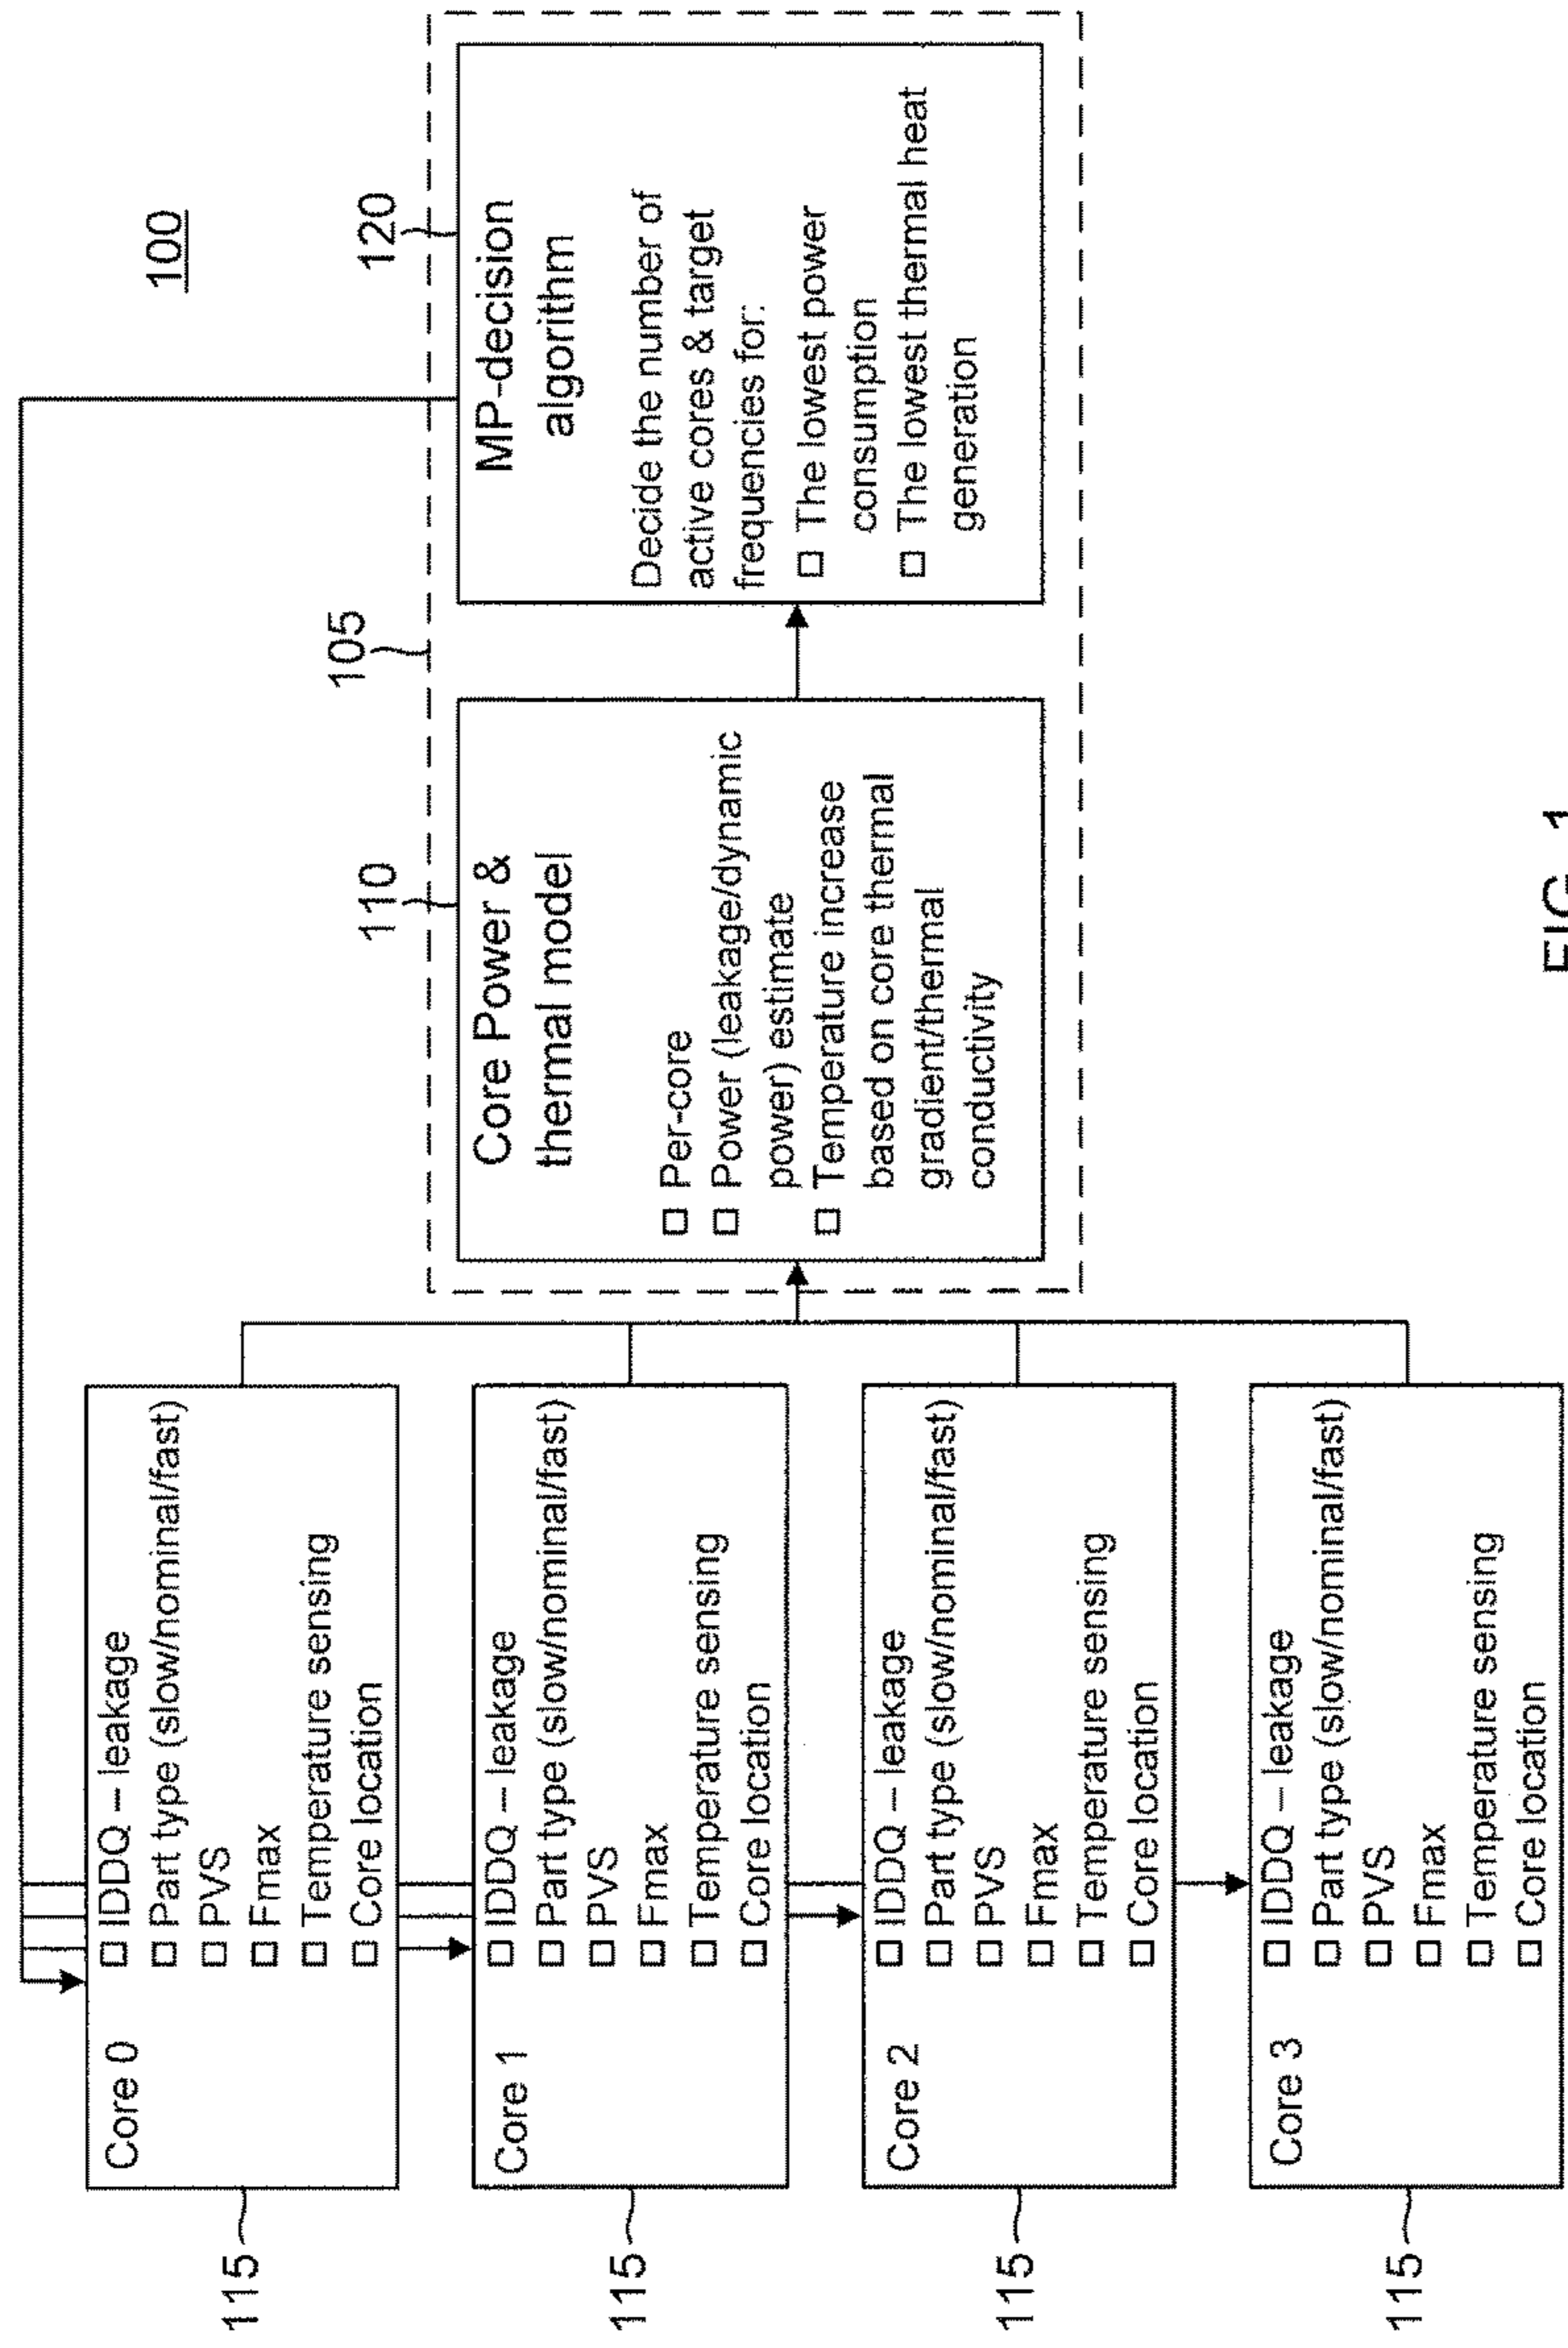 100
115
Core 0
□ IDDQ – leakage
□ Part type (slow/nominal/fast)
□ PVS
□ Fmax
□ Temperature sensing
□ Core location
115
Core 1
□ IDDQ – leakage
□ Part type (slow/nominal/fast)
□ PVS
□ Fmax
□ Temperature sensing
□ Core location
115
Core 2
□ IDDQ – leakage
□ Part type (slow/nominal/fast)
□ PVS
□ Fmax
□ Temperature sensing
□ Core location
115
Core 3
□ IDDQ – leakage
□ Part type (slow/nominal/fast)
□ PVS
□ Fmax
□ Temperature sensing
□ Core location
105
110
Core Power &
thermal model
□ Per-core
□ Power (leakage/dynamic
power) estimate
□ Temperature increase
based on core thermal
gradient/thermal
conductivity
120
MP-decision
algorithm
Decide the number of
active cores & target
frequencies for:
□ The lowest power
consumption
□ The lowest thermal heat
generation
FIG. 1